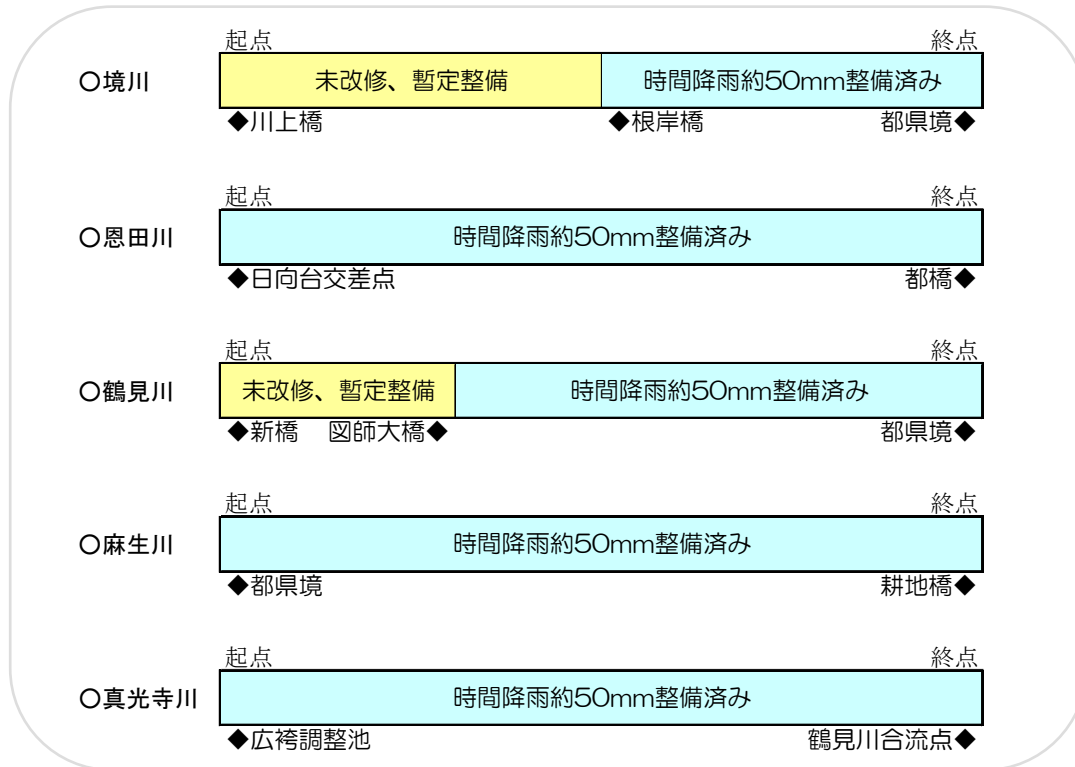 起点 終点
〇境川 未改修、暫定整備 時間降雨約50mm整備済み
◆川上橋 ◆根岸橋 都県境◆
起点 終点
〇恩田川 時間降雨約50mm整備済み
◆日向台交差点 都橋◆
起点 終点
〇鶴見川 未改修、暫定整備 時間降雨約50mm整備済み
◆新橋 図師大橋◆ 都県境◆
起点 終点
〇麻生川 時間降雨約50mm整備済み
◆都県境 耕地橋◆
起点 終点
〇真光寺川 時間降雨約50mm整備済み
◆広袴調整池 鶴見川合流点◆